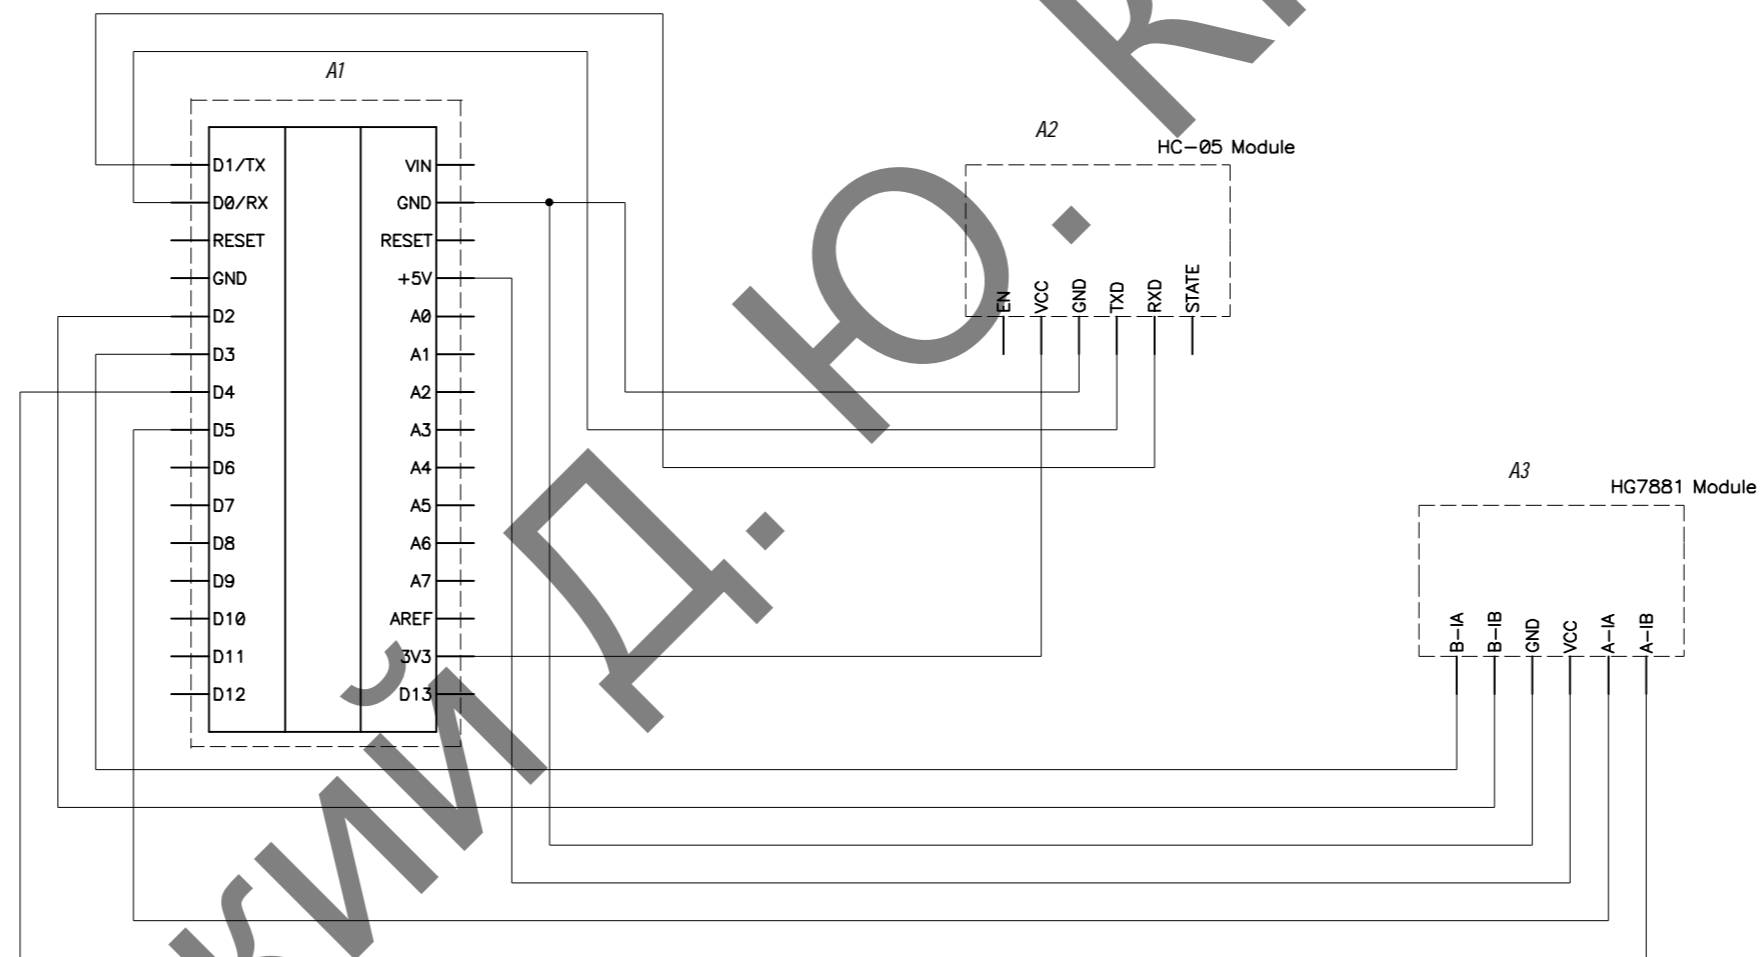 A1
D1/TX
D0/RX
RESET
GND
D2
D3
D4
D5
D6
D7
D8
D9
D10
D11
D12
VIN
GND
RESET
+5V
A0
A1
A2
A3
A4
A5
A6
A7
AREF
3V3
D13
A2
HC-05 Module
EN
VCC
GND
TXD
RXD
STATE
A3
HG7881 Module
B-IA
B-IB
GND
VCC
A-IA
A-IB
кий Д. Ю.